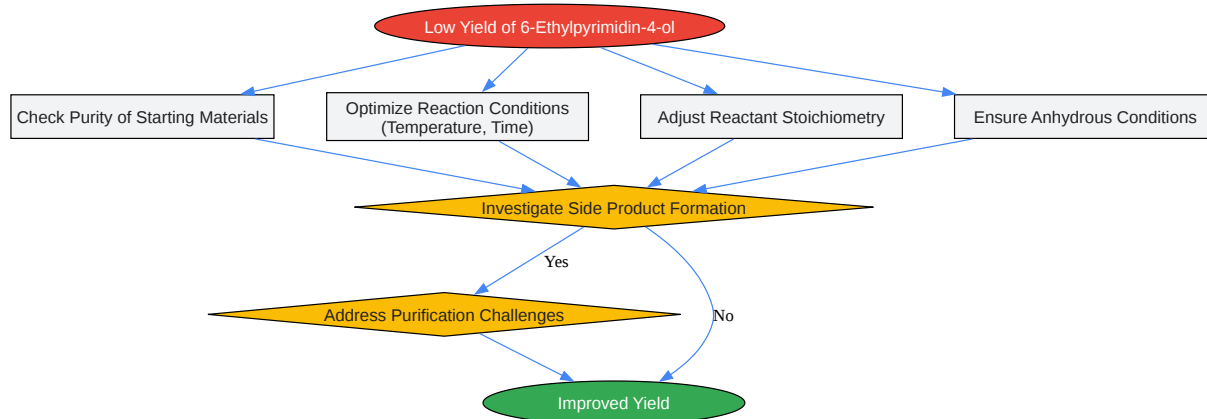 Low Yield of 6-Ethylpyrimidin-4-ol
Check Purity of Starting Materials
Optimize Reaction Conditions
(Temperature, Time)
Adjust Reactant Stoichiometry
Ensure Anhydrous Conditions
Investigate Side Product Formation
Yes
Address Purification Challenges
No
Improved Yield